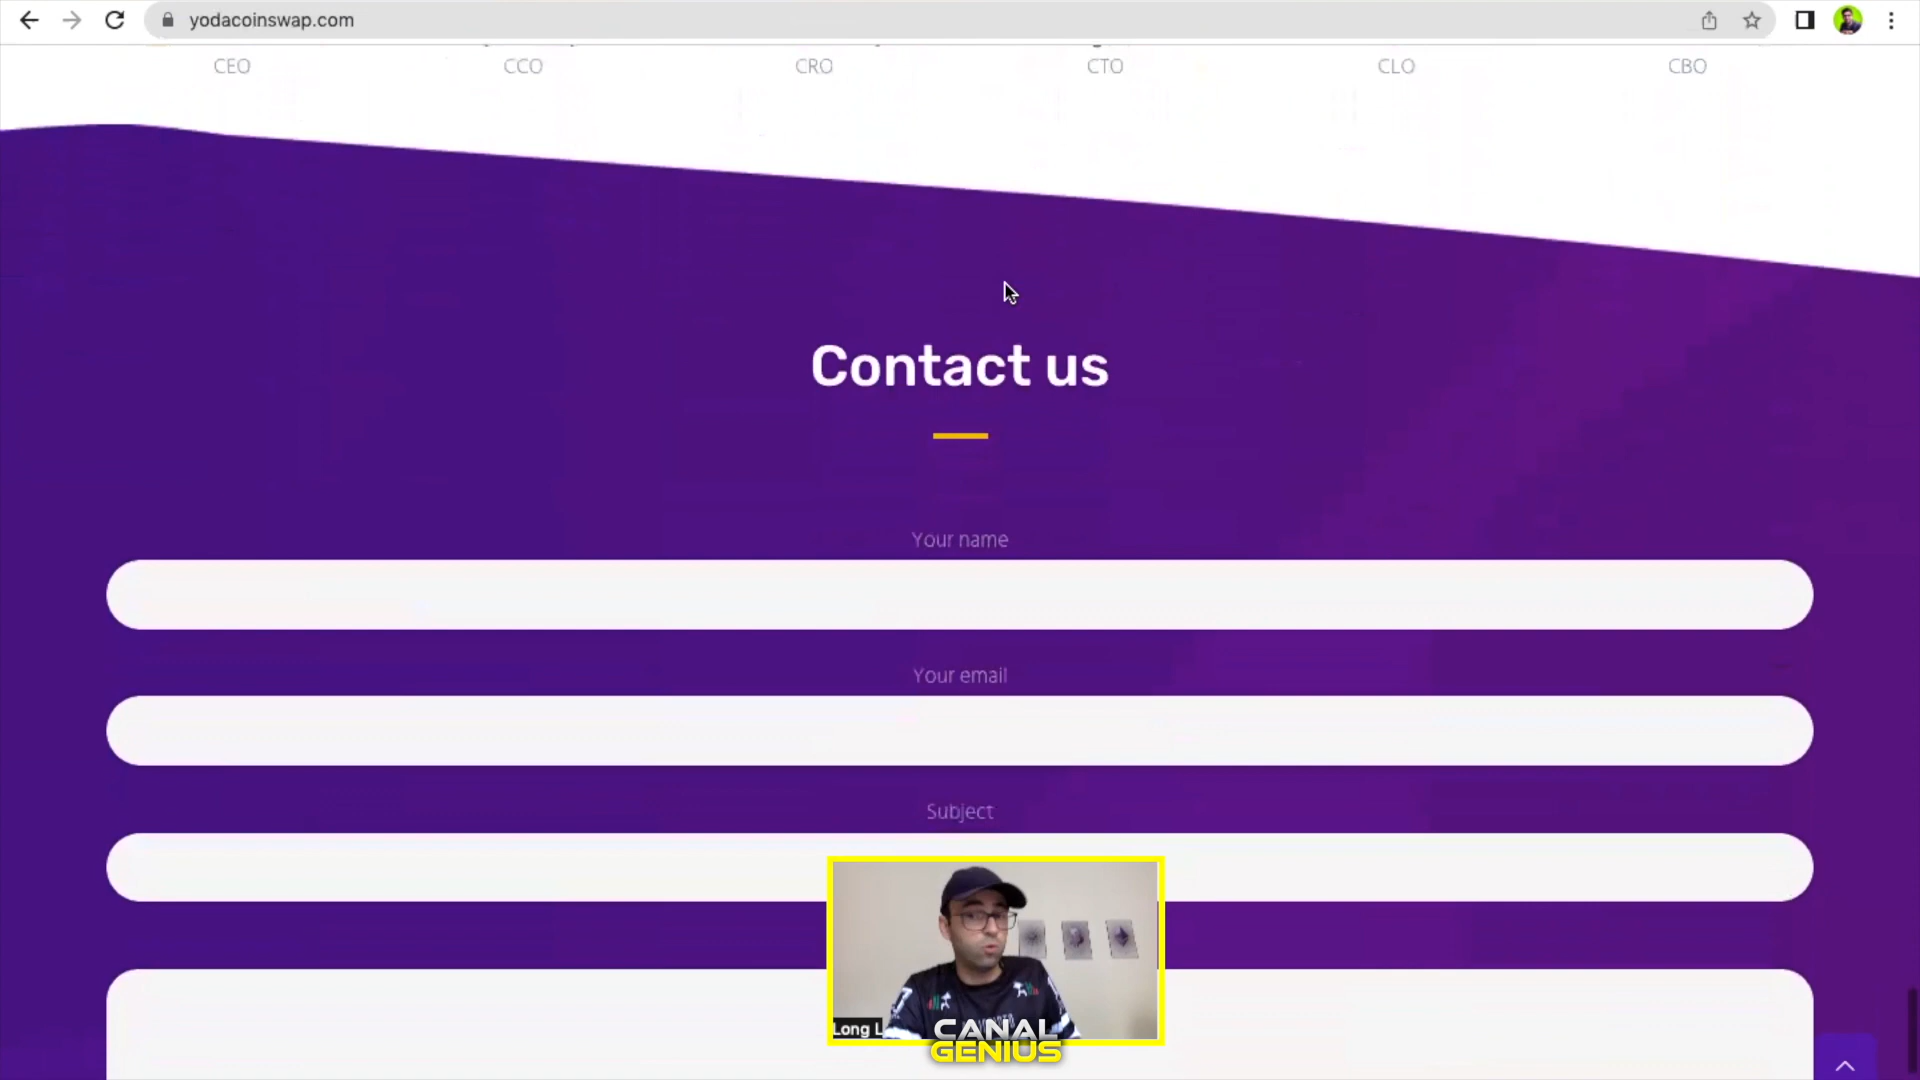 yodacoinswap.com
CEO CCO CRO CTO CLO CBO
Contact us
Your name
Your email
Subject
Long L
CANAL
GENIUS